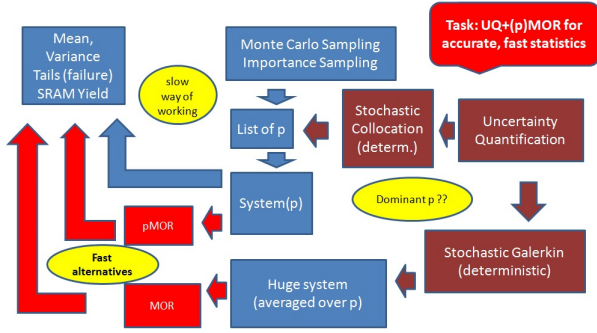 Mean,
Variance
Tails (failure)
SRAM Yield
slow
way of
working
Monte Carlo Sampling
Importance Sampling
Task: UQ+(p)MOR for
accurate, fast statistics
List of p
Stochastic
Collocation
(determ.)
Uncertainty
Quantification
System(p)
Dominant p ??
pMOR
Fast
alternatives
MOR
Huge system
(averaged over p)
Stochastic Galerkin
(deterministic)